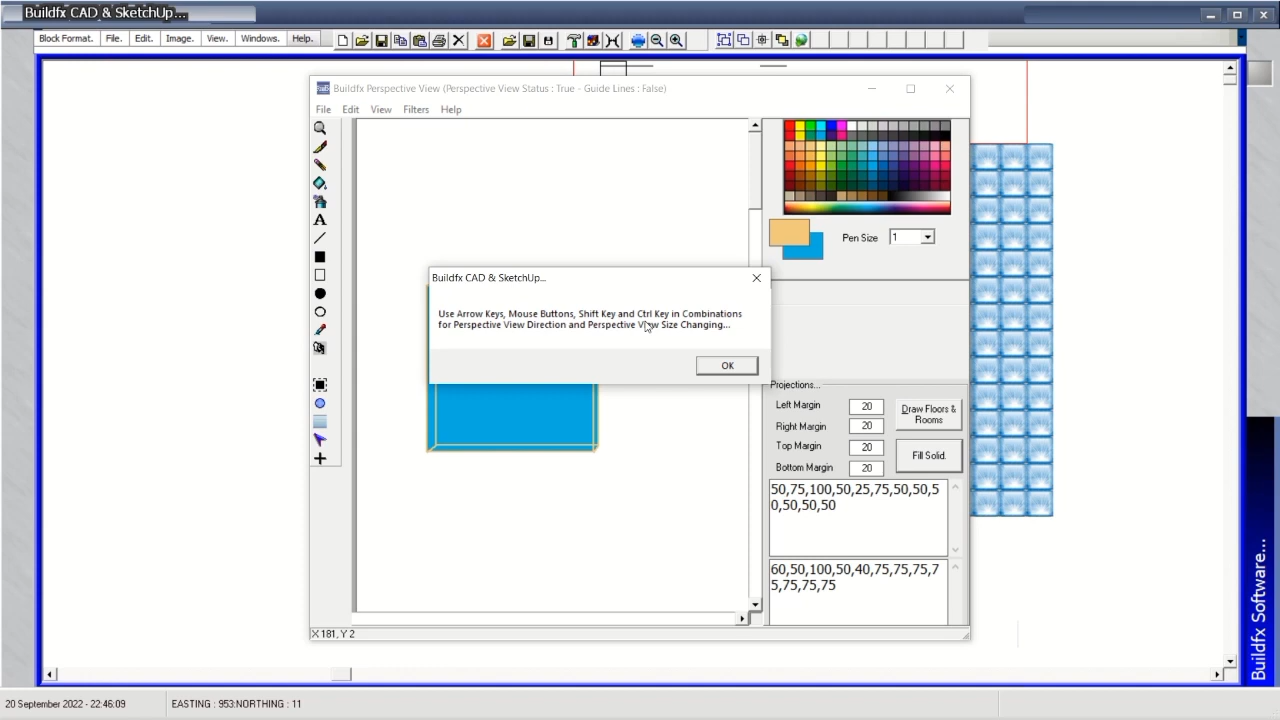 Buildfx CAD & SketchUp...
Block Format.
File.
Edit.
Image.
View.
Windows.
Help.
Buildfx Perspective View (Perspective View Status : True - Guide Lines : False)
File
Edit
View
Filters
Help
A
Pen Size
1
Buildfx CAD & SketchUp...
Use Arrow Keys, Mouse Buttons, Shift Key and Ctrl Key in Combinations
for Perspective View Direction and Perspective View Size Changing...
OK
Projections...
Left Margin
20
Right Margin
20
Top Margin
20
Bottom Margin
20
Draw Floors &
Rooms
Fill Solid.
50,75,100,50,25,75,50,50,5
0,50,50,50
60,50,100,50,40,75,75,75,7
5,75,75,75
X 181, Y 2
Buildfx Software...
20 September 2022 - 22:46:09
EASTING : 953:NORTHING : 11